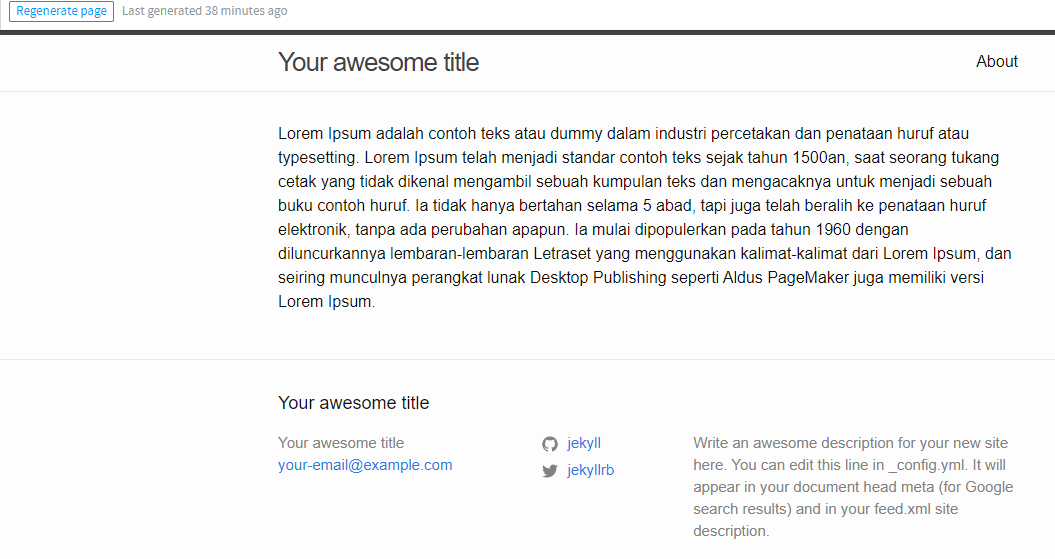 Regenerate page Last generated 38 minutes ago
Your awesome title About
Lorem Ipsum adalah contoh teks atau dummy dalam industri percetakan dan penataan huruf atau
typesetting. Lorem Ipsum telah menjadi standar contoh teks sejak tahun 1500an, saat seorang tukang
cetak yang tidak dikenal mengambil sebuah kumpulan teks dan mengacaknya untuk menjadi sebuah
buku contoh huruf. Ia tidak hanya bertahan selama 5 abad, tapi juga telah beralih ke penataan huruf
elektronik, tanpa ada perubahan apapun. Ia mulai dipopulerkan pada tahun 1960 dengan
diluncurkannya lembaran-lembaran Letraset yang menggunakan kalimat-kalimat dari Lorem Ipsum, dan
seiring munculnya perangkat lunak Desktop Publishing seperti Aldus PageMaker juga memiliki versi
Lorem Ipsum.
Your awesome title
Your awesome title
your-email@example.com
jekyll
jekyllrb
Write an awesome description for your new site
here. You can edit this line in _config.yml. It will
appear in your document head meta (for Google
search results) and in your feed.xml site
description.